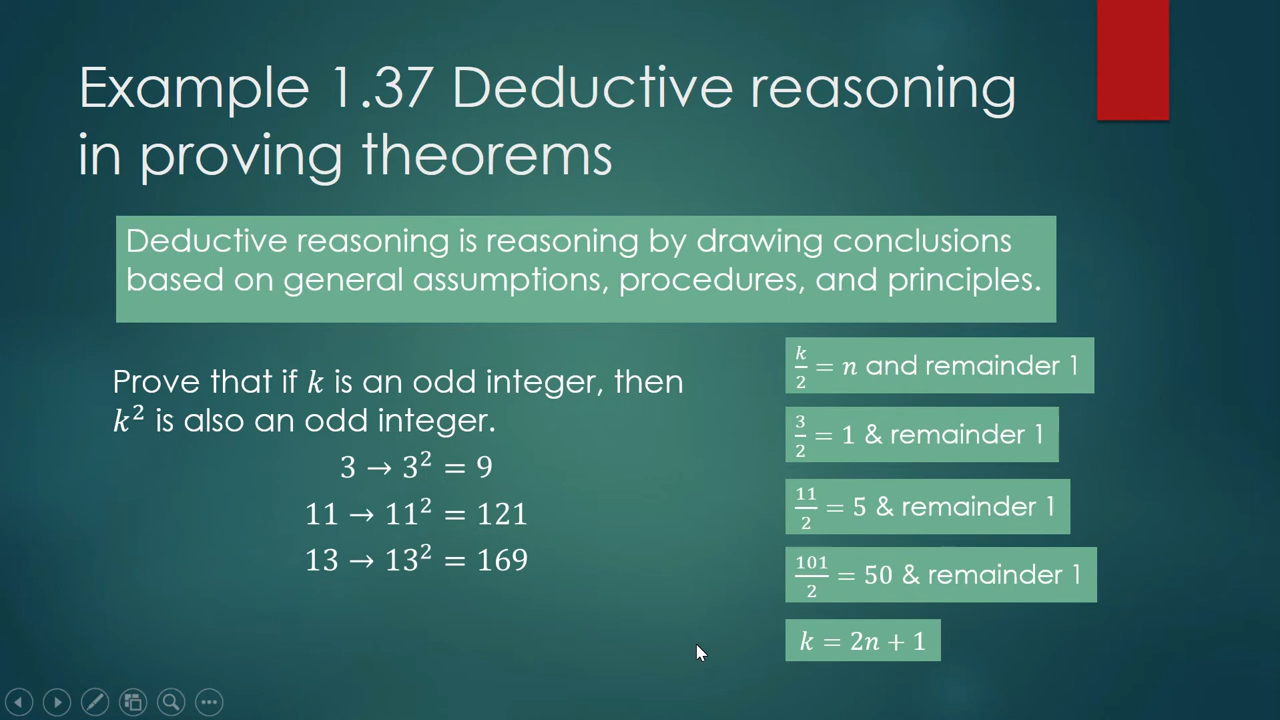 Example 1.37 Deductive reasoning
in proving theorems
Deductive reasoning is reasoning by drawing conclusions
based on general assumptions, procedures, and principles.
Prove that if k is an odd integer, then
k² is also an odd integer.
3 → 3² = 9
11 → 11² = 121
13 → 13² = 169
k/2 = n and remainder 1
3/2 = 1 & remainder 1
11/2 = 5 & remainder 1
101/2 = 50 & remainder 1
k = 2n + 1